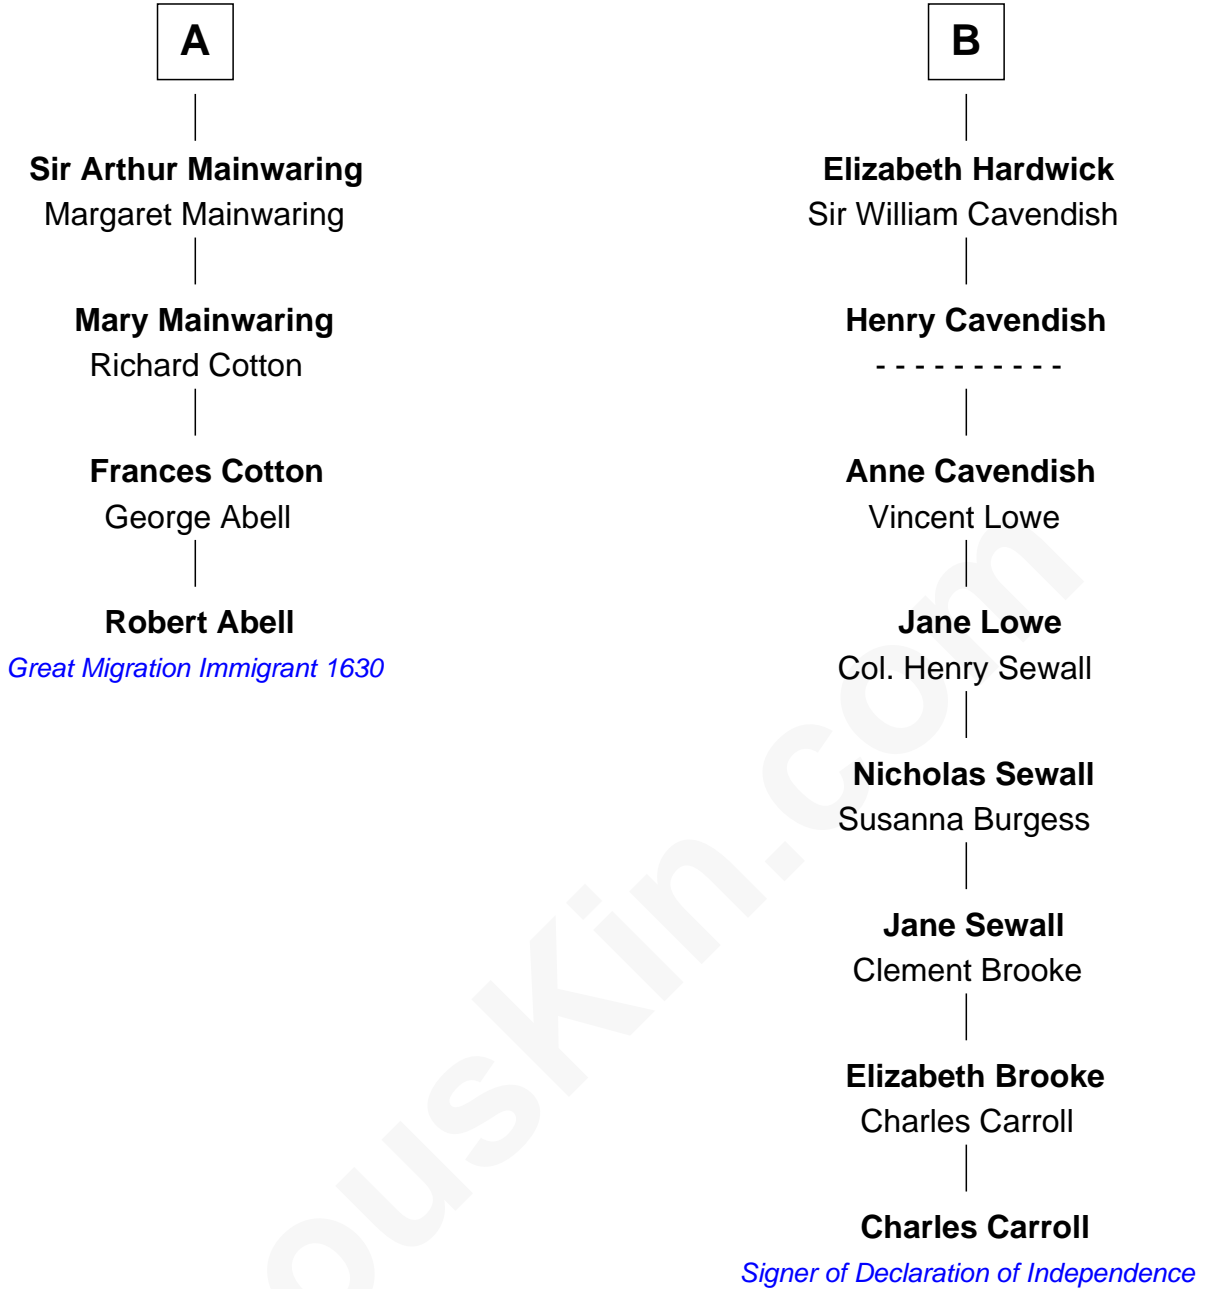 A
Sir Arthur Mainwaring
Margaret Mainwaring
Mary Mainwaring
Richard Cotton
Frances Cotton
George Abell
Robert Abell
Great Migration Immigrant 1630
B
Elizabeth Hardwick
Sir William Cavendish
Henry Cavendish
- - - - - - - - - -
Anne Cavendish
Vincent Lowe
Jane Lowe
Col. Henry Sewall
Nicholas Sewall
Susanna Burgess
Jane Sewall
Clement Brooke
Elizabeth Brooke
Charles Carroll
Charles Carroll
Signer of Declaration of Independence
ousKin.com